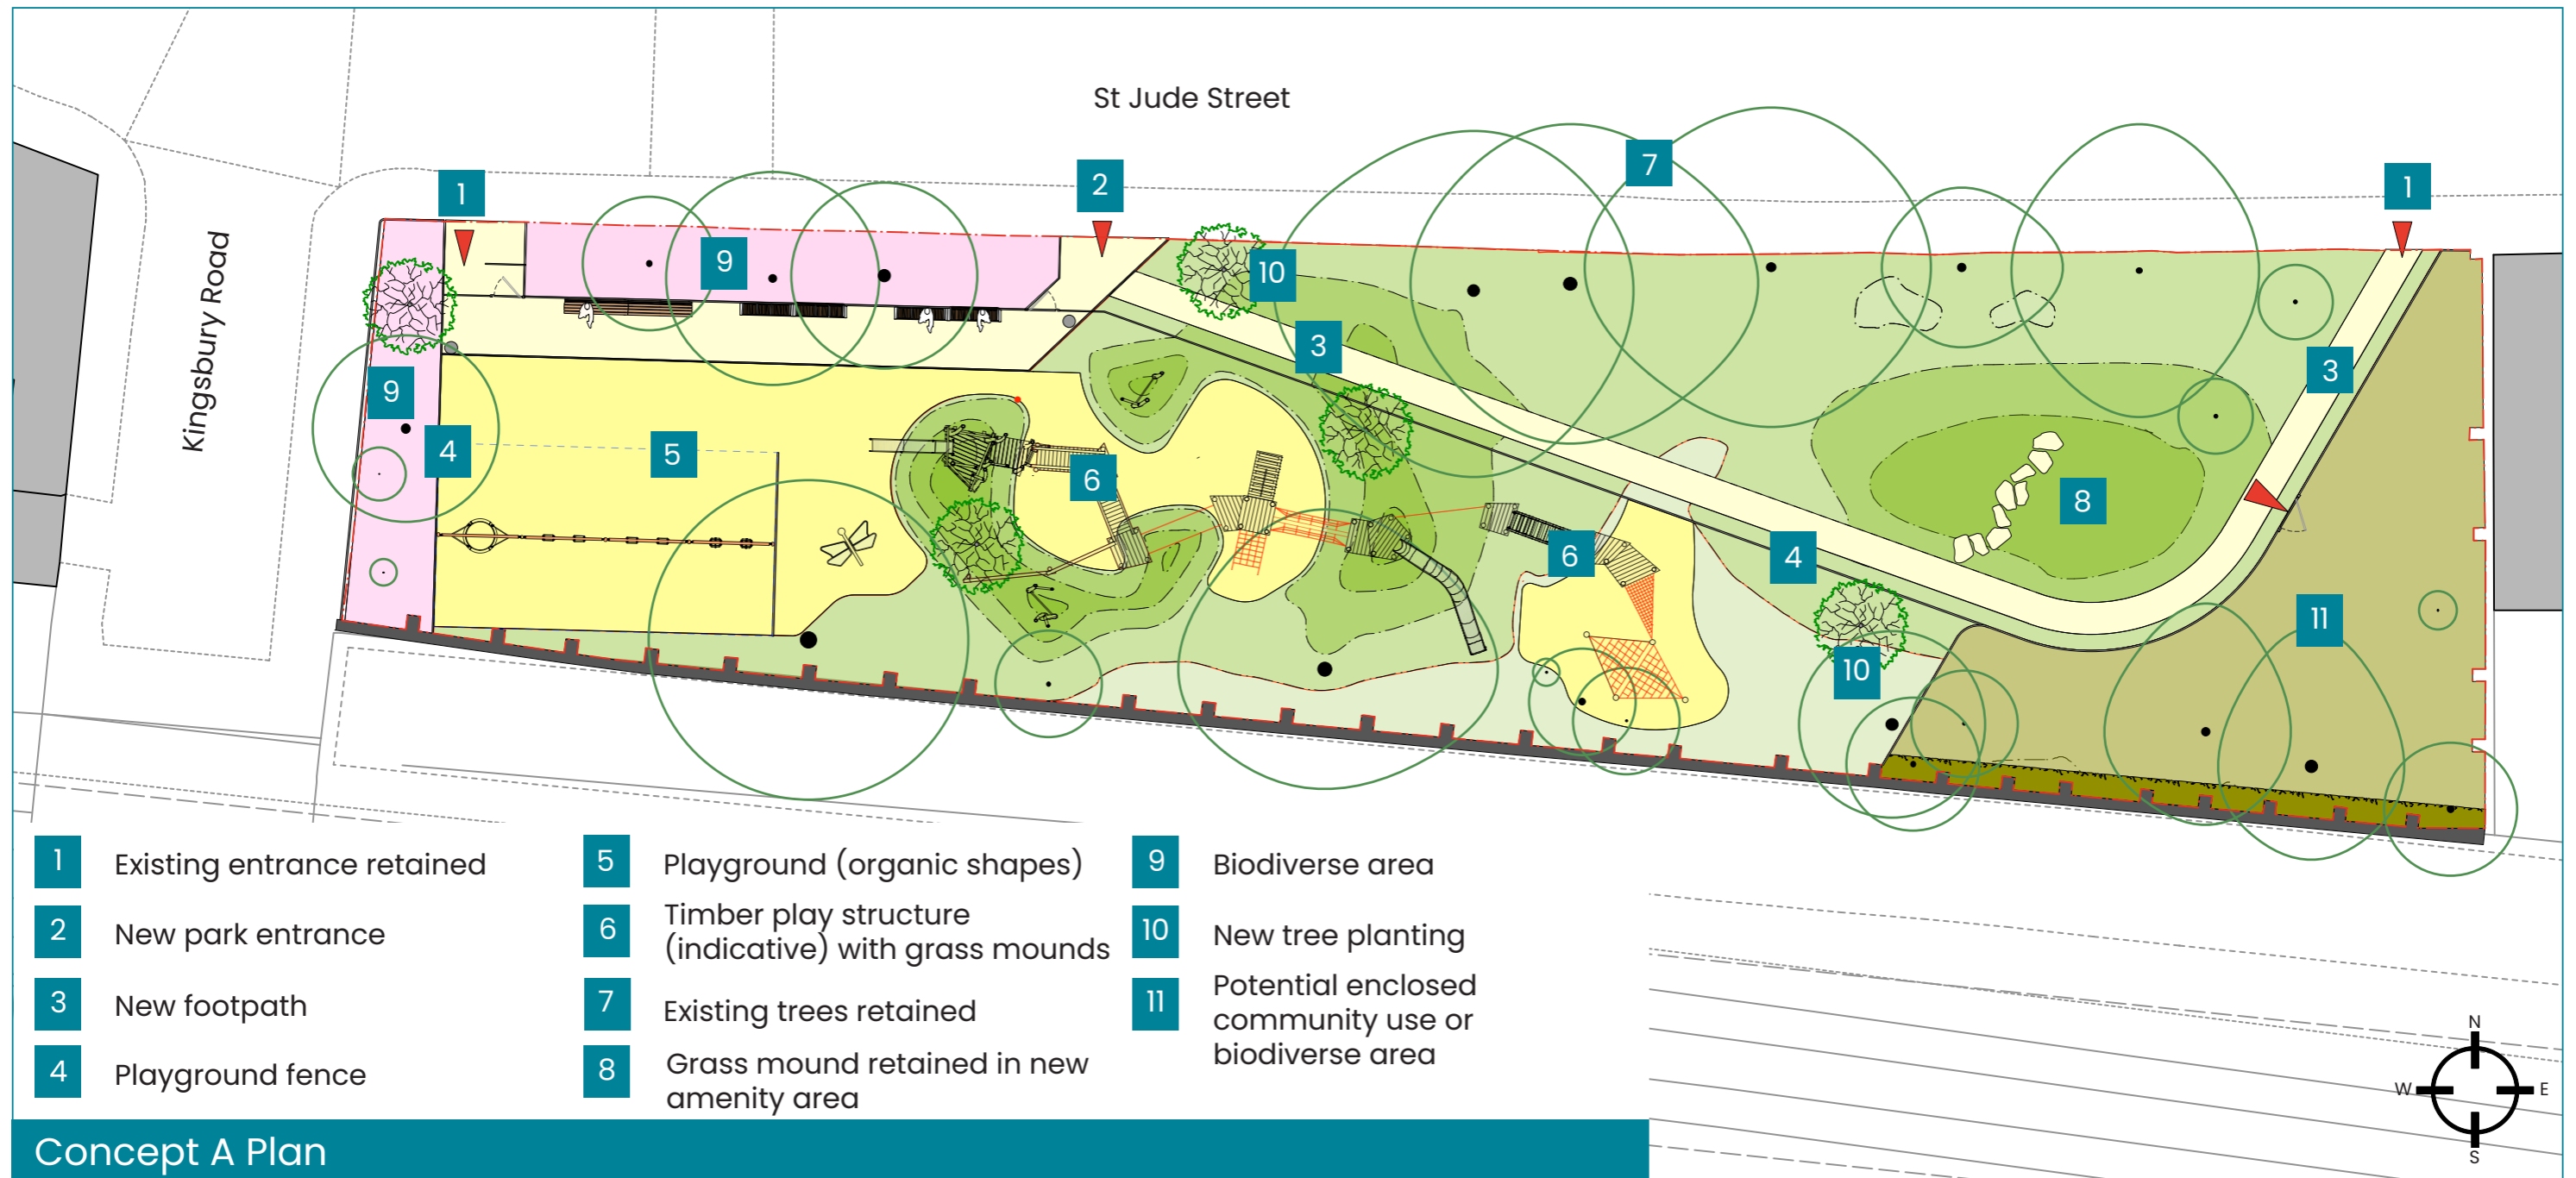 St Jude Street
Kingsbury Road
1
2
7
1
9
10
3
3
9
4
5
6
8
6
4
11
10
1 Existing entrance retained
2 New park entrance
3 New footpath
4 Playground fence
5 Playground (organic shapes)
6 Timber play structure
(indicative) with grass mounds
7 Existing trees retained
8 Grass mound retained in new
amenity area
9 Biodiverse area
10 New tree planting
11 Potential enclosed
community use or
biodiverse area
N
W E
S
Concept A Plan